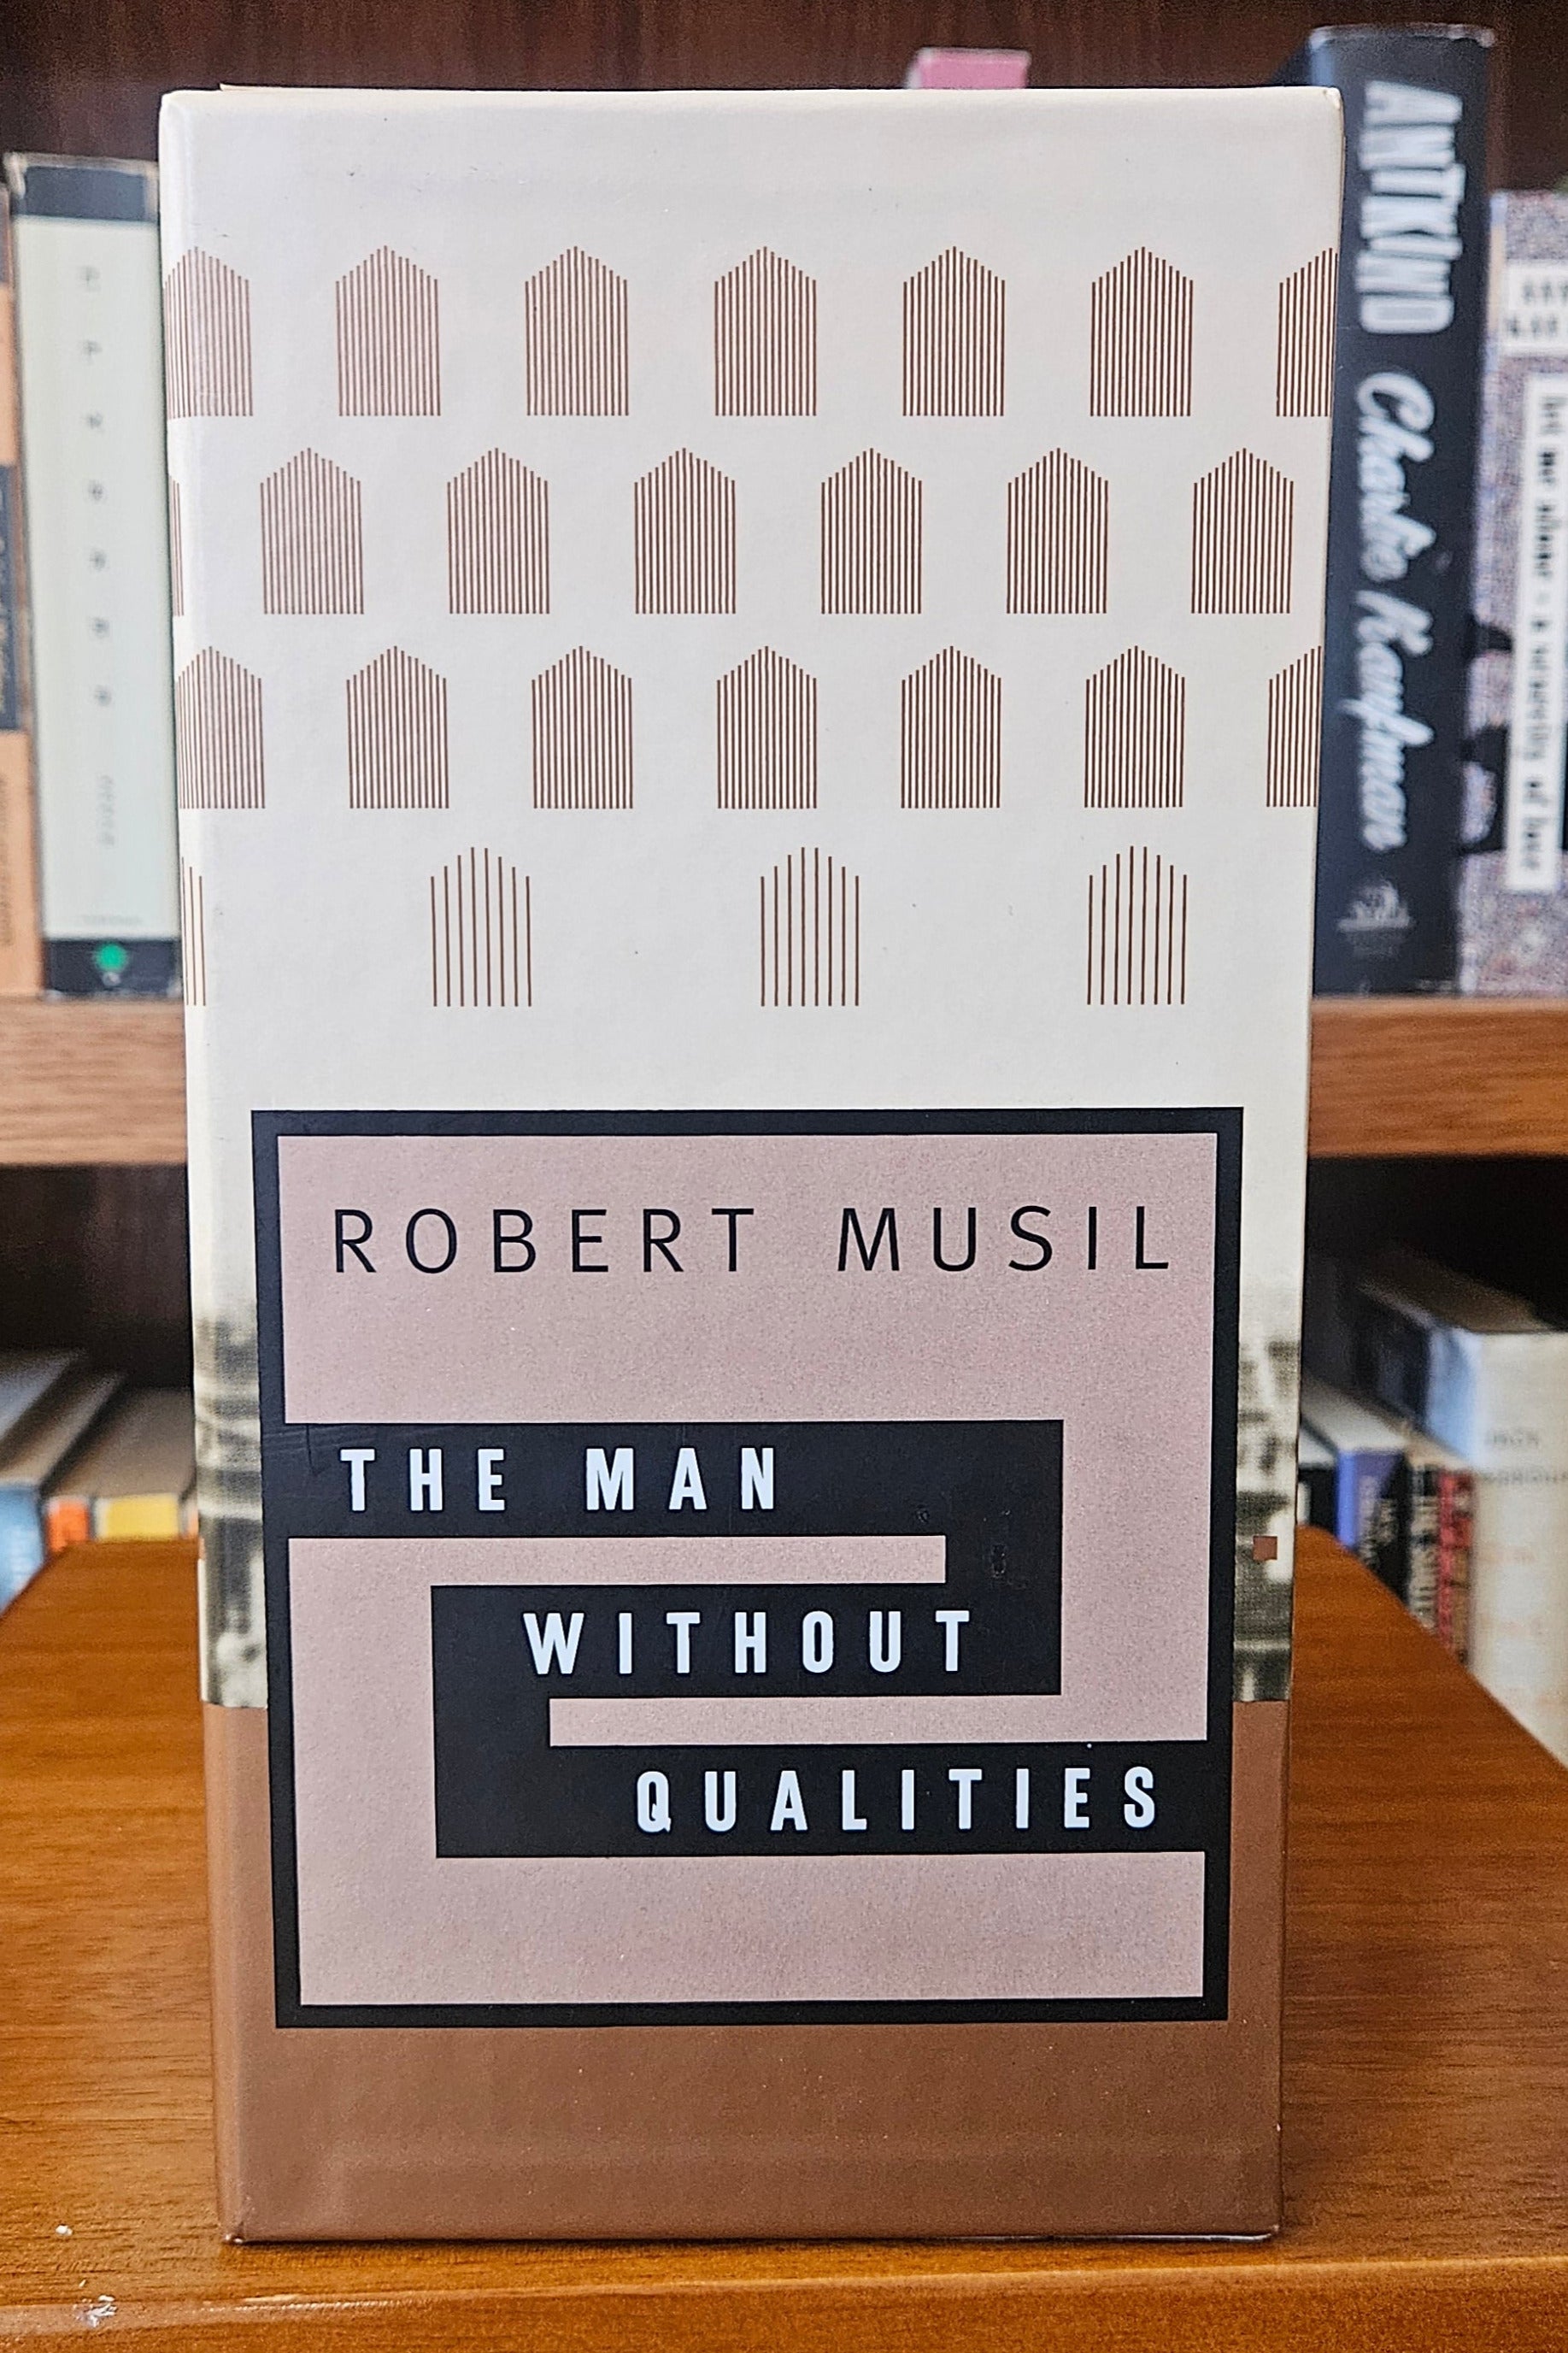 ROBERT MUSIL
THE MAN
WITHOUT
QUALITIES
ANTKIND
Charlie Kaufman